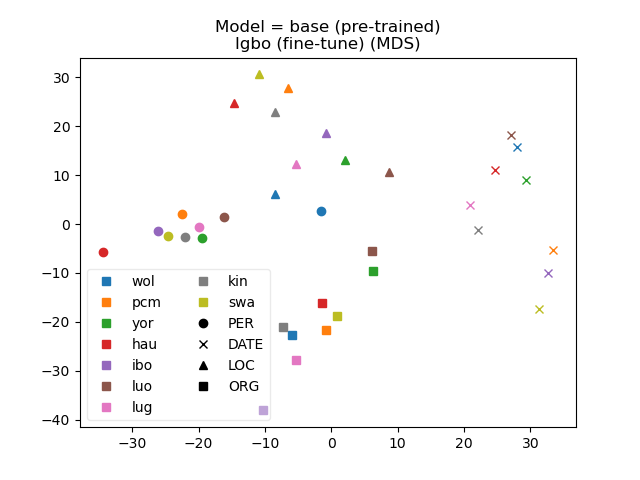 Model = base (pre-trained)
Igbo (fine-tune) (MDS)
30
20
10
0
−10
−20
−30
−40
wol
pcm
yor
hau
ibo
luo
lug
kin
swa
PER
DATE
LOC
ORG
−30 −20 −10 0 10 20 30